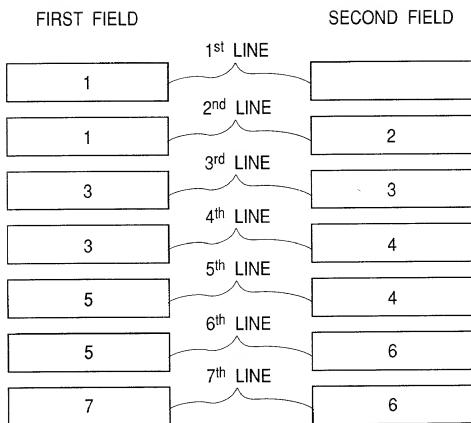 FIRST FIELD SECOND FIELD
1st LINE
1
2nd LINE
1 2
3rd LINE
3 3
4th LINE
3 4
5th LINE
5 4
6th LINE
5 6
7th LINE
7 6